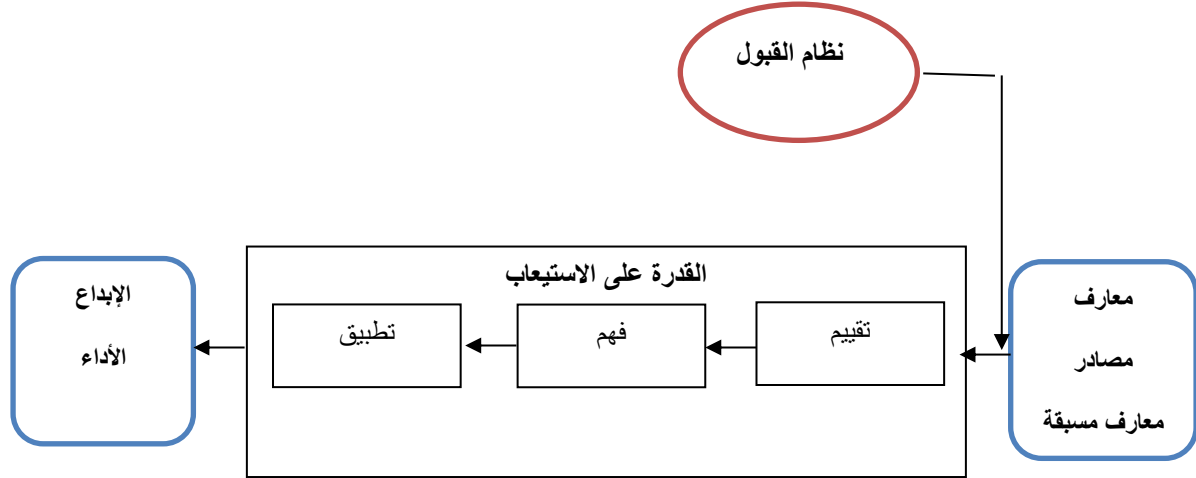 نظام القبول
معارف
مصادر
معارف مسبقة
القدرة على الاستيعاب
تقييم
فهم
تطبيق
الإبداع
الأداء